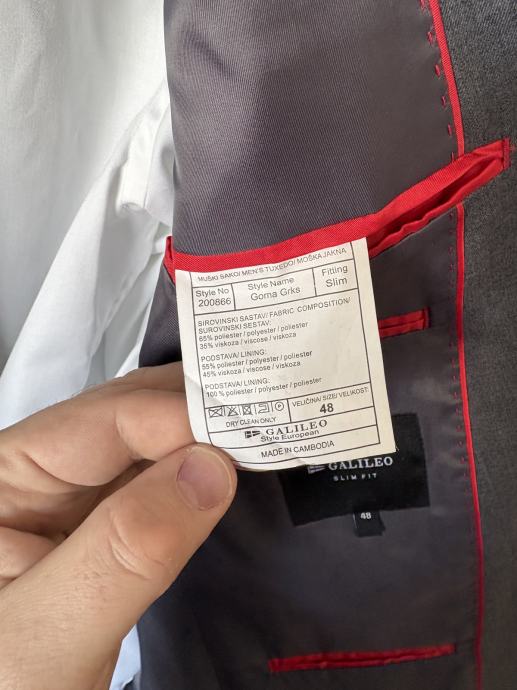 MUŠKI SAKO/ MEN'S TUXEDO/ MOŠKA JAKNA
Style No
200866
Style Name
Goma Grks
Fitting
Slim
SIROVINSKI SASTAV/ FABRIC COMPOSITION/
SUROVINSKI SESTAV:
65% poliester / polyester / poliester
35% viskoza / viscose / viskoza
PODSTAVA/ LINING:
55% poliester / polyester / poliester
45% viskoza / viscose / viskoza
PODSTAVA/ LINING:
100% poliester / polyester / poliester
DRY CLEAN ONLY
VELIČINA/ SIZE/ VELIKOST:
48
GALILEO
Style European
MADE IN CAMBODIA
GALILEO
SLIM FIT
48